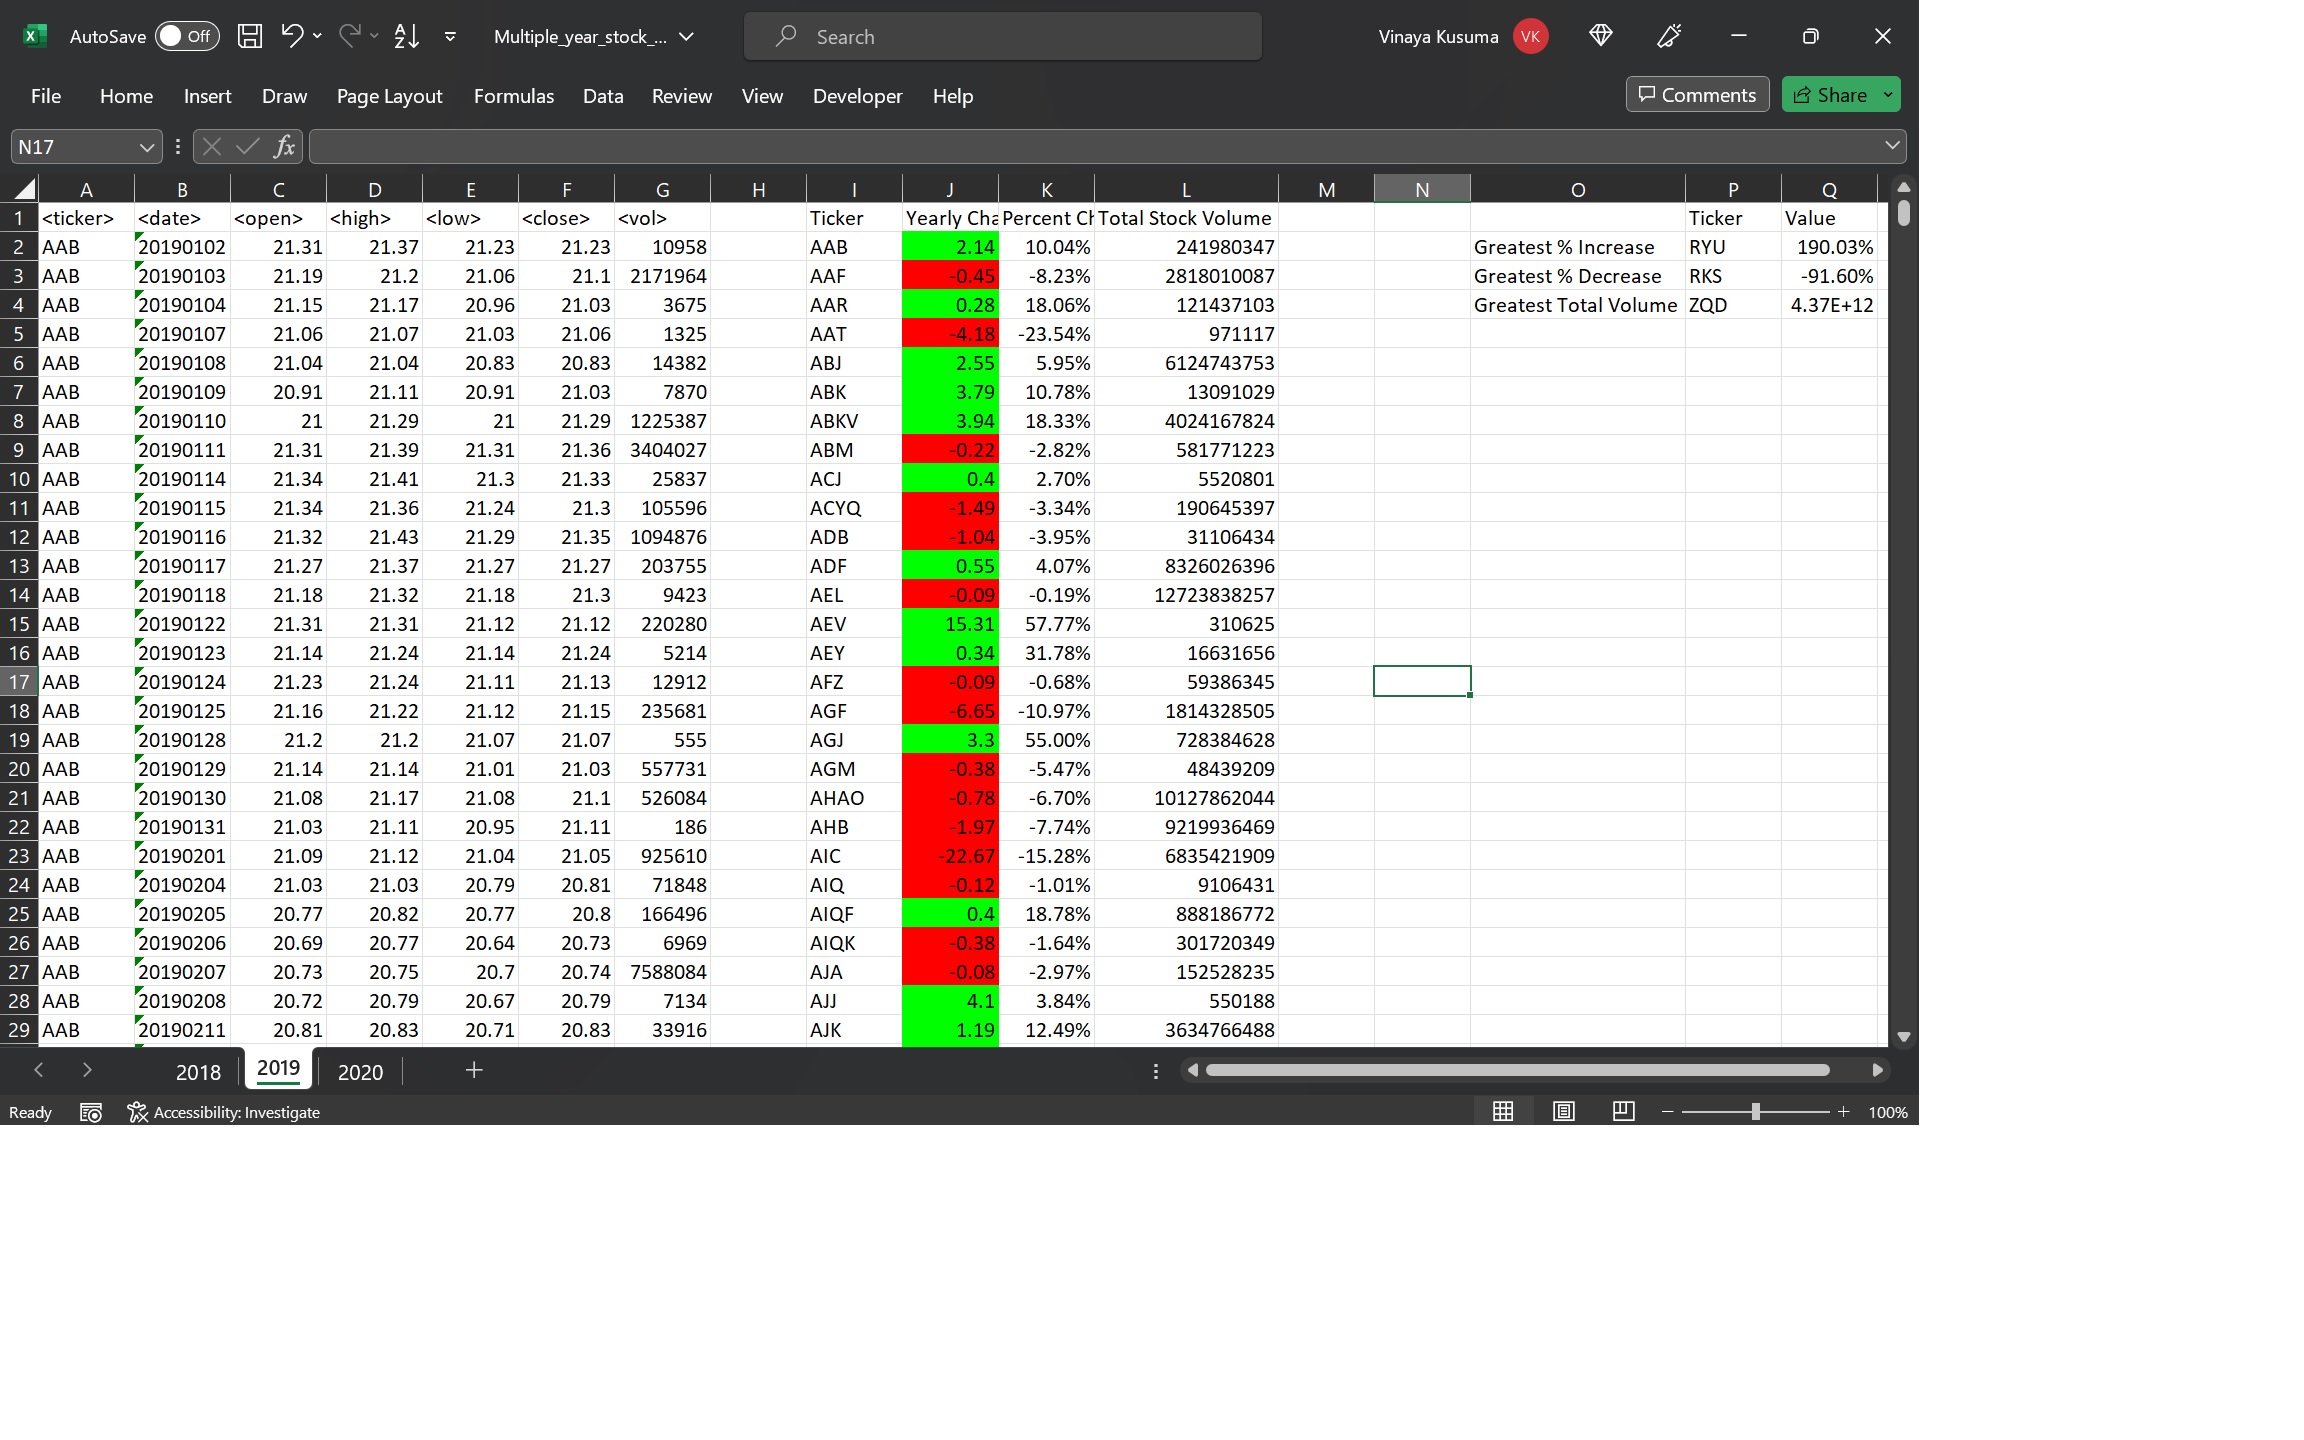 AutoSave Off Multiple_year_stock_... Search Vinaya Kusuma VK
File Home Insert Draw Page Layout Formulas Data Review View Developer Help Comments Share
N17 fx
A B C D E F G H I J K L M N O P Q
1 <ticker> <date> <open> <high> <low> <close> <vol> Ticker Yearly Cha Percent Ch Total Stock Volume Ticker Value
2 AAB 20190102 21.31 21.37 21.23 21.23 10958 AAB 2.14 10.04% 241980347 Greatest % Increase RYU 190.03%
3 AAB 20190103 21.19 21.2 21.06 21.1 2171964 AAF -0.45 -8.23% 2818010087 Greatest % Decrease RKS -91.60%
4 AAB 20190104 21.15 21.17 20.96 21.03 3675 AAR 0.28 18.06% 121437103 Greatest Total Volume ZQD 4.37E+12
5 AAB 20190107 21.06 21.07 21.03 21.06 1325 AAT -4.18 -23.54% 971117
6 AAB 20190108 21.04 21.04 20.83 20.83 14382 ABJ 2.55 5.95% 6124743753
7 AAB 20190109 20.91 21.11 20.91 21.03 7870 ABK 3.79 10.78% 13091029
8 AAB 20190110 21 21.29 21 21.29 1225387 ABKV 3.94 18.33% 4024167824
9 AAB 20190111 21.31 21.39 21.31 21.36 3404027 ABM -0.22 -2.82% 581771223
10 AAB 20190114 21.34 21.41 21.3 21.33 25837 ACJ 0.4 2.70% 5520801
11 AAB 20190115 21.34 21.36 21.24 21.3 105596 ACYQ -1.49 -3.34% 190645397
12 AAB 20190116 21.32 21.43 21.29 21.35 1094876 ADB -1.04 -3.95% 31106434
13 AAB 20190117 21.27 21.37 21.27 21.27 203755 ADF 0.55 4.07% 8326026396
14 AAB 20190118 21.18 21.32 21.18 21.3 9423 AEL -0.09 -0.19% 12723838257
15 AAB 20190122 21.31 21.31 21.12 21.12 220280 AEV 15.31 57.77% 310625
16 AAB 20190123 21.14 21.24 21.14 21.24 5214 AEY 0.34 31.78% 16631656
17 AAB 20190124 21.23 21.24 21.11 21.13 12912 AFZ -0.09 -0.68% 59386345
18 AAB 20190125 21.16 21.22 21.12 21.15 235681 AGF -6.65 -10.97% 1814328505
19 AAB 20190128 21.2 21.2 21.07 21.07 555 AGJ 3.3 55.00% 728384628
20 AAB 20190129 21.14 21.14 21.01 21.03 557731 AGM -0.38 -5.47% 48439209
21 AAB 20190130 21.08 21.17 21.08 21.1 526084 AHAO -0.78 -6.70% 10127862044
22 AAB 20190131 21.03 21.11 20.95 21.11 186 AHB -1.97 -7.74% 9219936469
23 AAB 20190201 21.09 21.12 21.04 21.05 925610 AIC -22.67 -15.28% 6835421909
24 AAB 20190204 21.03 21.03 20.79 20.81 71848 AIQ -0.12 -1.01% 9106431
25 AAB 20190205 20.77 20.82 20.77 20.8 166496 AIQF 0.4 18.78% 888186772
26 AAB 20190206 20.69 20.77 20.64 20.73 6969 AIQK -0.38 -1.64% 301720349
27 AAB 20190207 20.73 20.75 20.7 20.74 7588084 AJA -0.08 -2.97% 152528235
28 AAB 20190208 20.72 20.79 20.67 20.79 7134 AJJ 4.1 3.84% 550188
29 AAB 20190211 20.81 20.83 20.71 20.83 33916 AJK 1.19 12.49% 3634766488
2018 2019 2020
Ready Accessibility: Investigate 100%